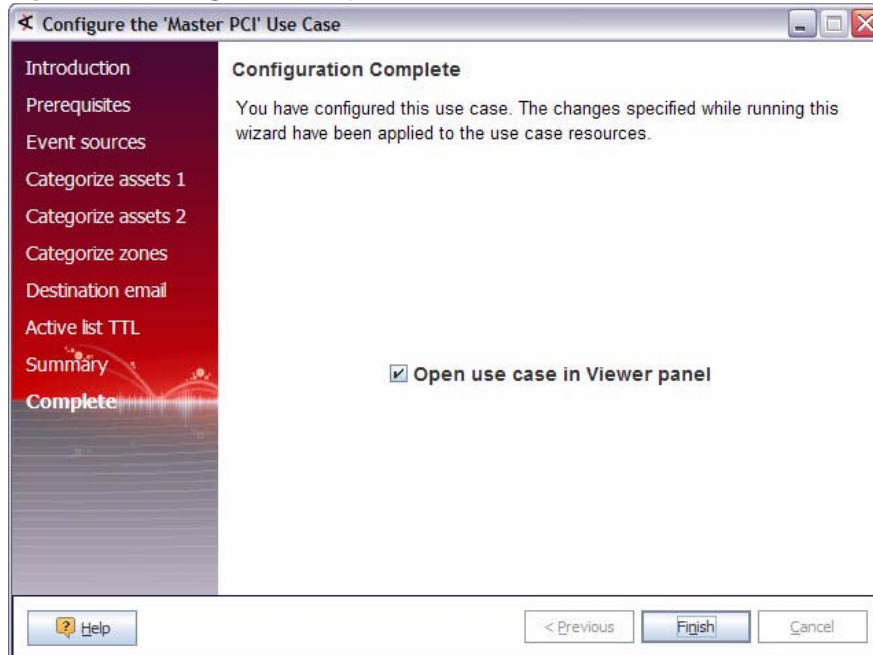 Configure the 'Master PCI' Use Case
Introduction
Prerequisites
Event sources
Categorize assets 1
Categorize assets 2
Categorize zones
Destination email
Active list TTL
Summary
Complete
Configuration Complete
You have configured this use case. The changes specified while running this
wizard have been applied to the use case resources.
Open use case in Viewer panel
Help
< Previous
Finish
Cancel